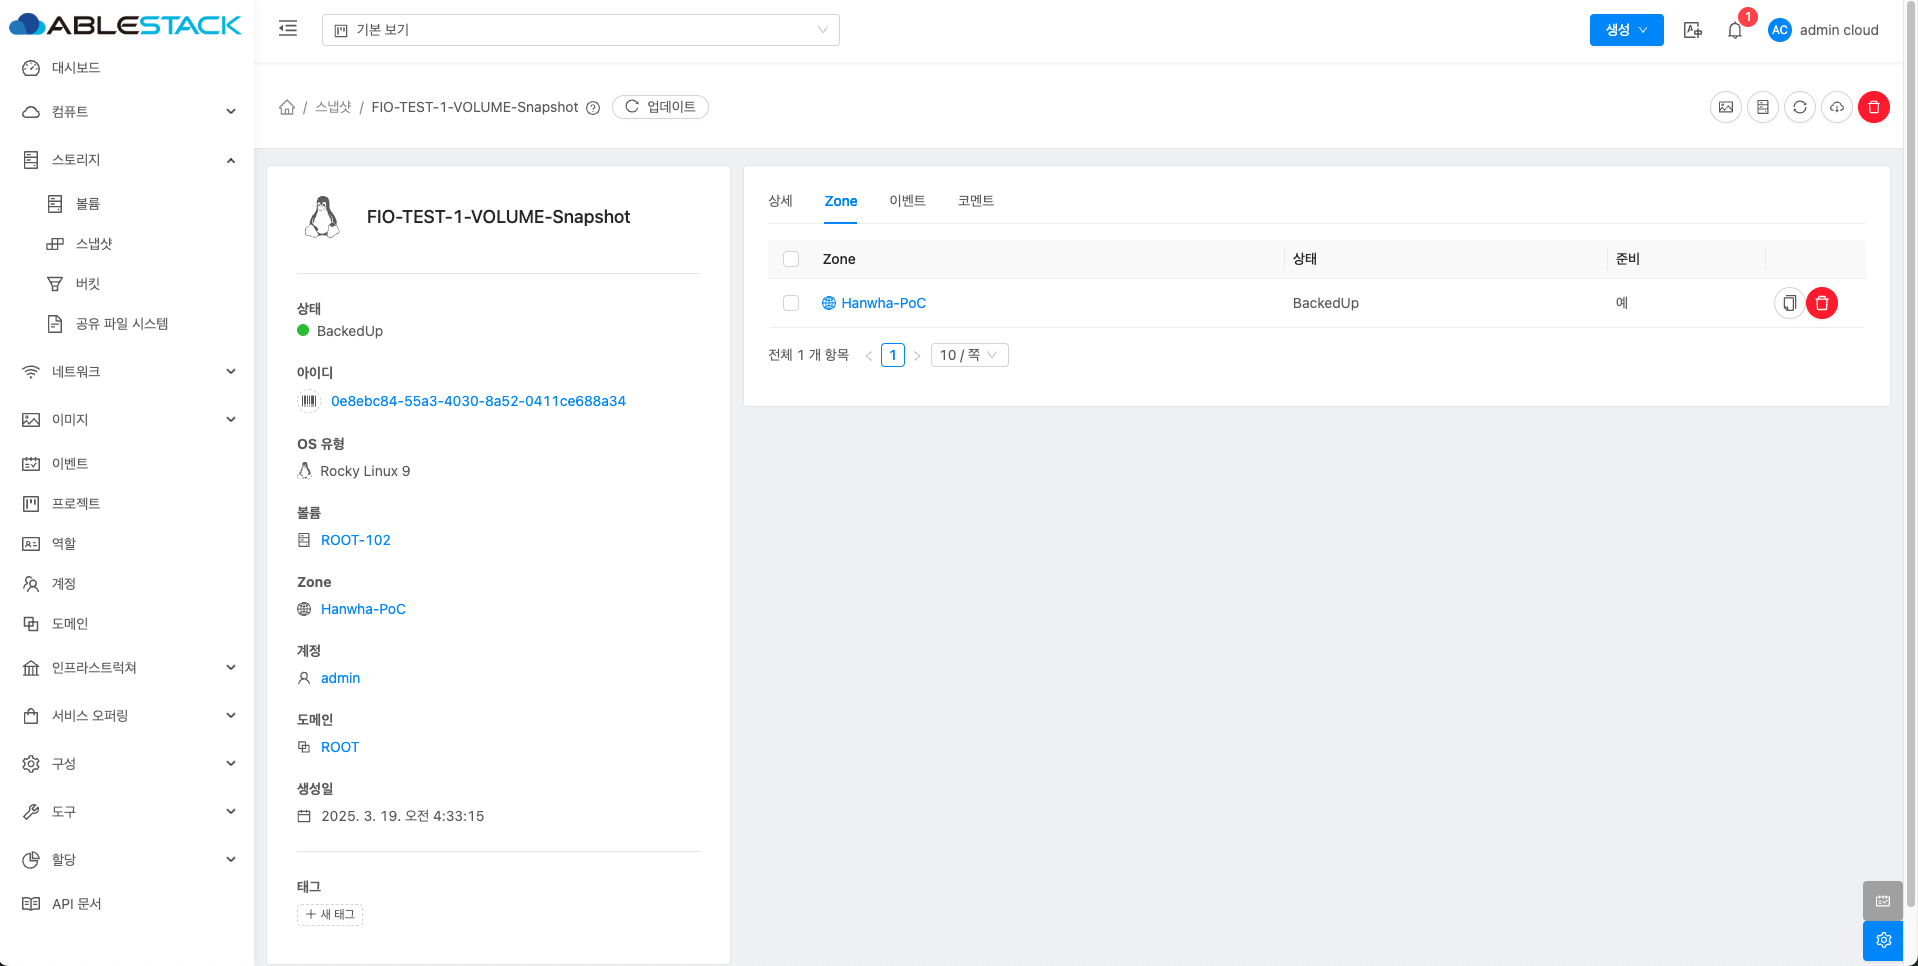 ABLESTACK
기본 보기
생성
1
AC
admin cloud
대시보드
컴퓨트
스토리지
볼륨
스냅샷
버킷
공유 파일 시스템
네트워크
이미지
이벤트
프로젝트
역할
계정
도메인
인프라스트럭쳐
서비스 오퍼링
구성
도구
할당
API 문서
/ 스냅샷 / FIO-TEST-1-VOLUME-Snapshot
업데이트
FIO-TEST-1-VOLUME-Snapshot
상태
BackedUp
아이디
0e8ebc84-55a3-4030-8a52-0411ce688a34
OS 유형
Rocky Linux 9
볼륨
ROOT-102
Zone
Hanwha-PoC
계정
admin
도메인
ROOT
생성일
2025. 3. 19. 오전 4:33:15
태그
+ 새 태그
상세 Zone 이벤트 코멘트
Zone 상태 준비
Hanwha-PoC BackedUp 예
전체 1 개 항목 < 1 > 10 / 쪽